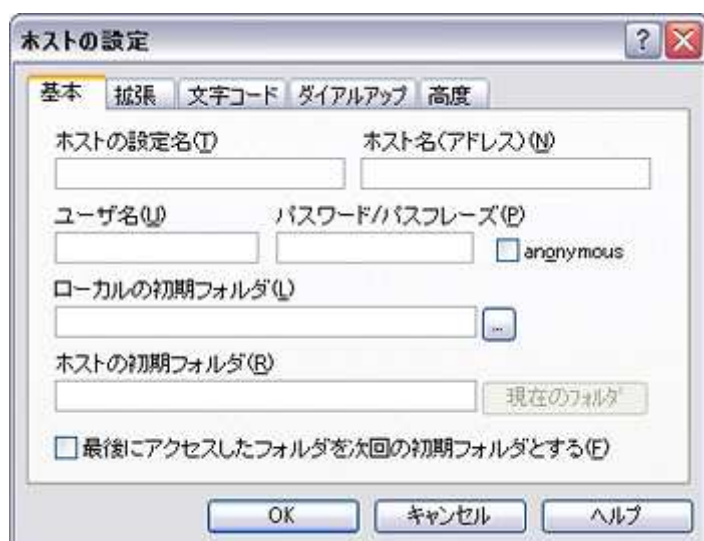 ホストの設定
基本 拡張 文字コード ダイアルアップ 高度
ホストの設定名(T) ホスト名(アドレス)(N)
ユーザ名(U) パスワード/パスフレーズ(P)
anonymous
ローカルの初期フォルダ(L)
...
ホストの初期フォルダ(R)
現在のフォルダ
最後にアクセスしたフォルダを次回の初期フォルダとする(F)
OK キャンセル ヘルプ